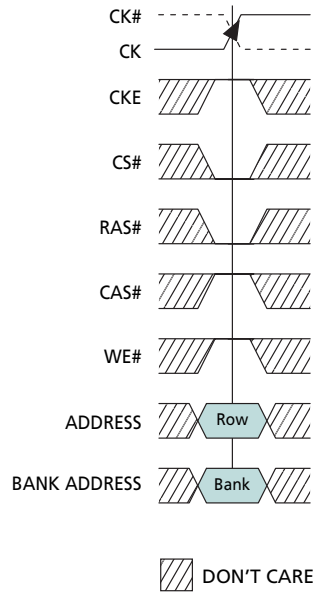 CK#
CK
CKE
CS#
RAS#
CAS#
WE#
ADDRESS Row
BANK ADDRESS Bank
DON'T CARE